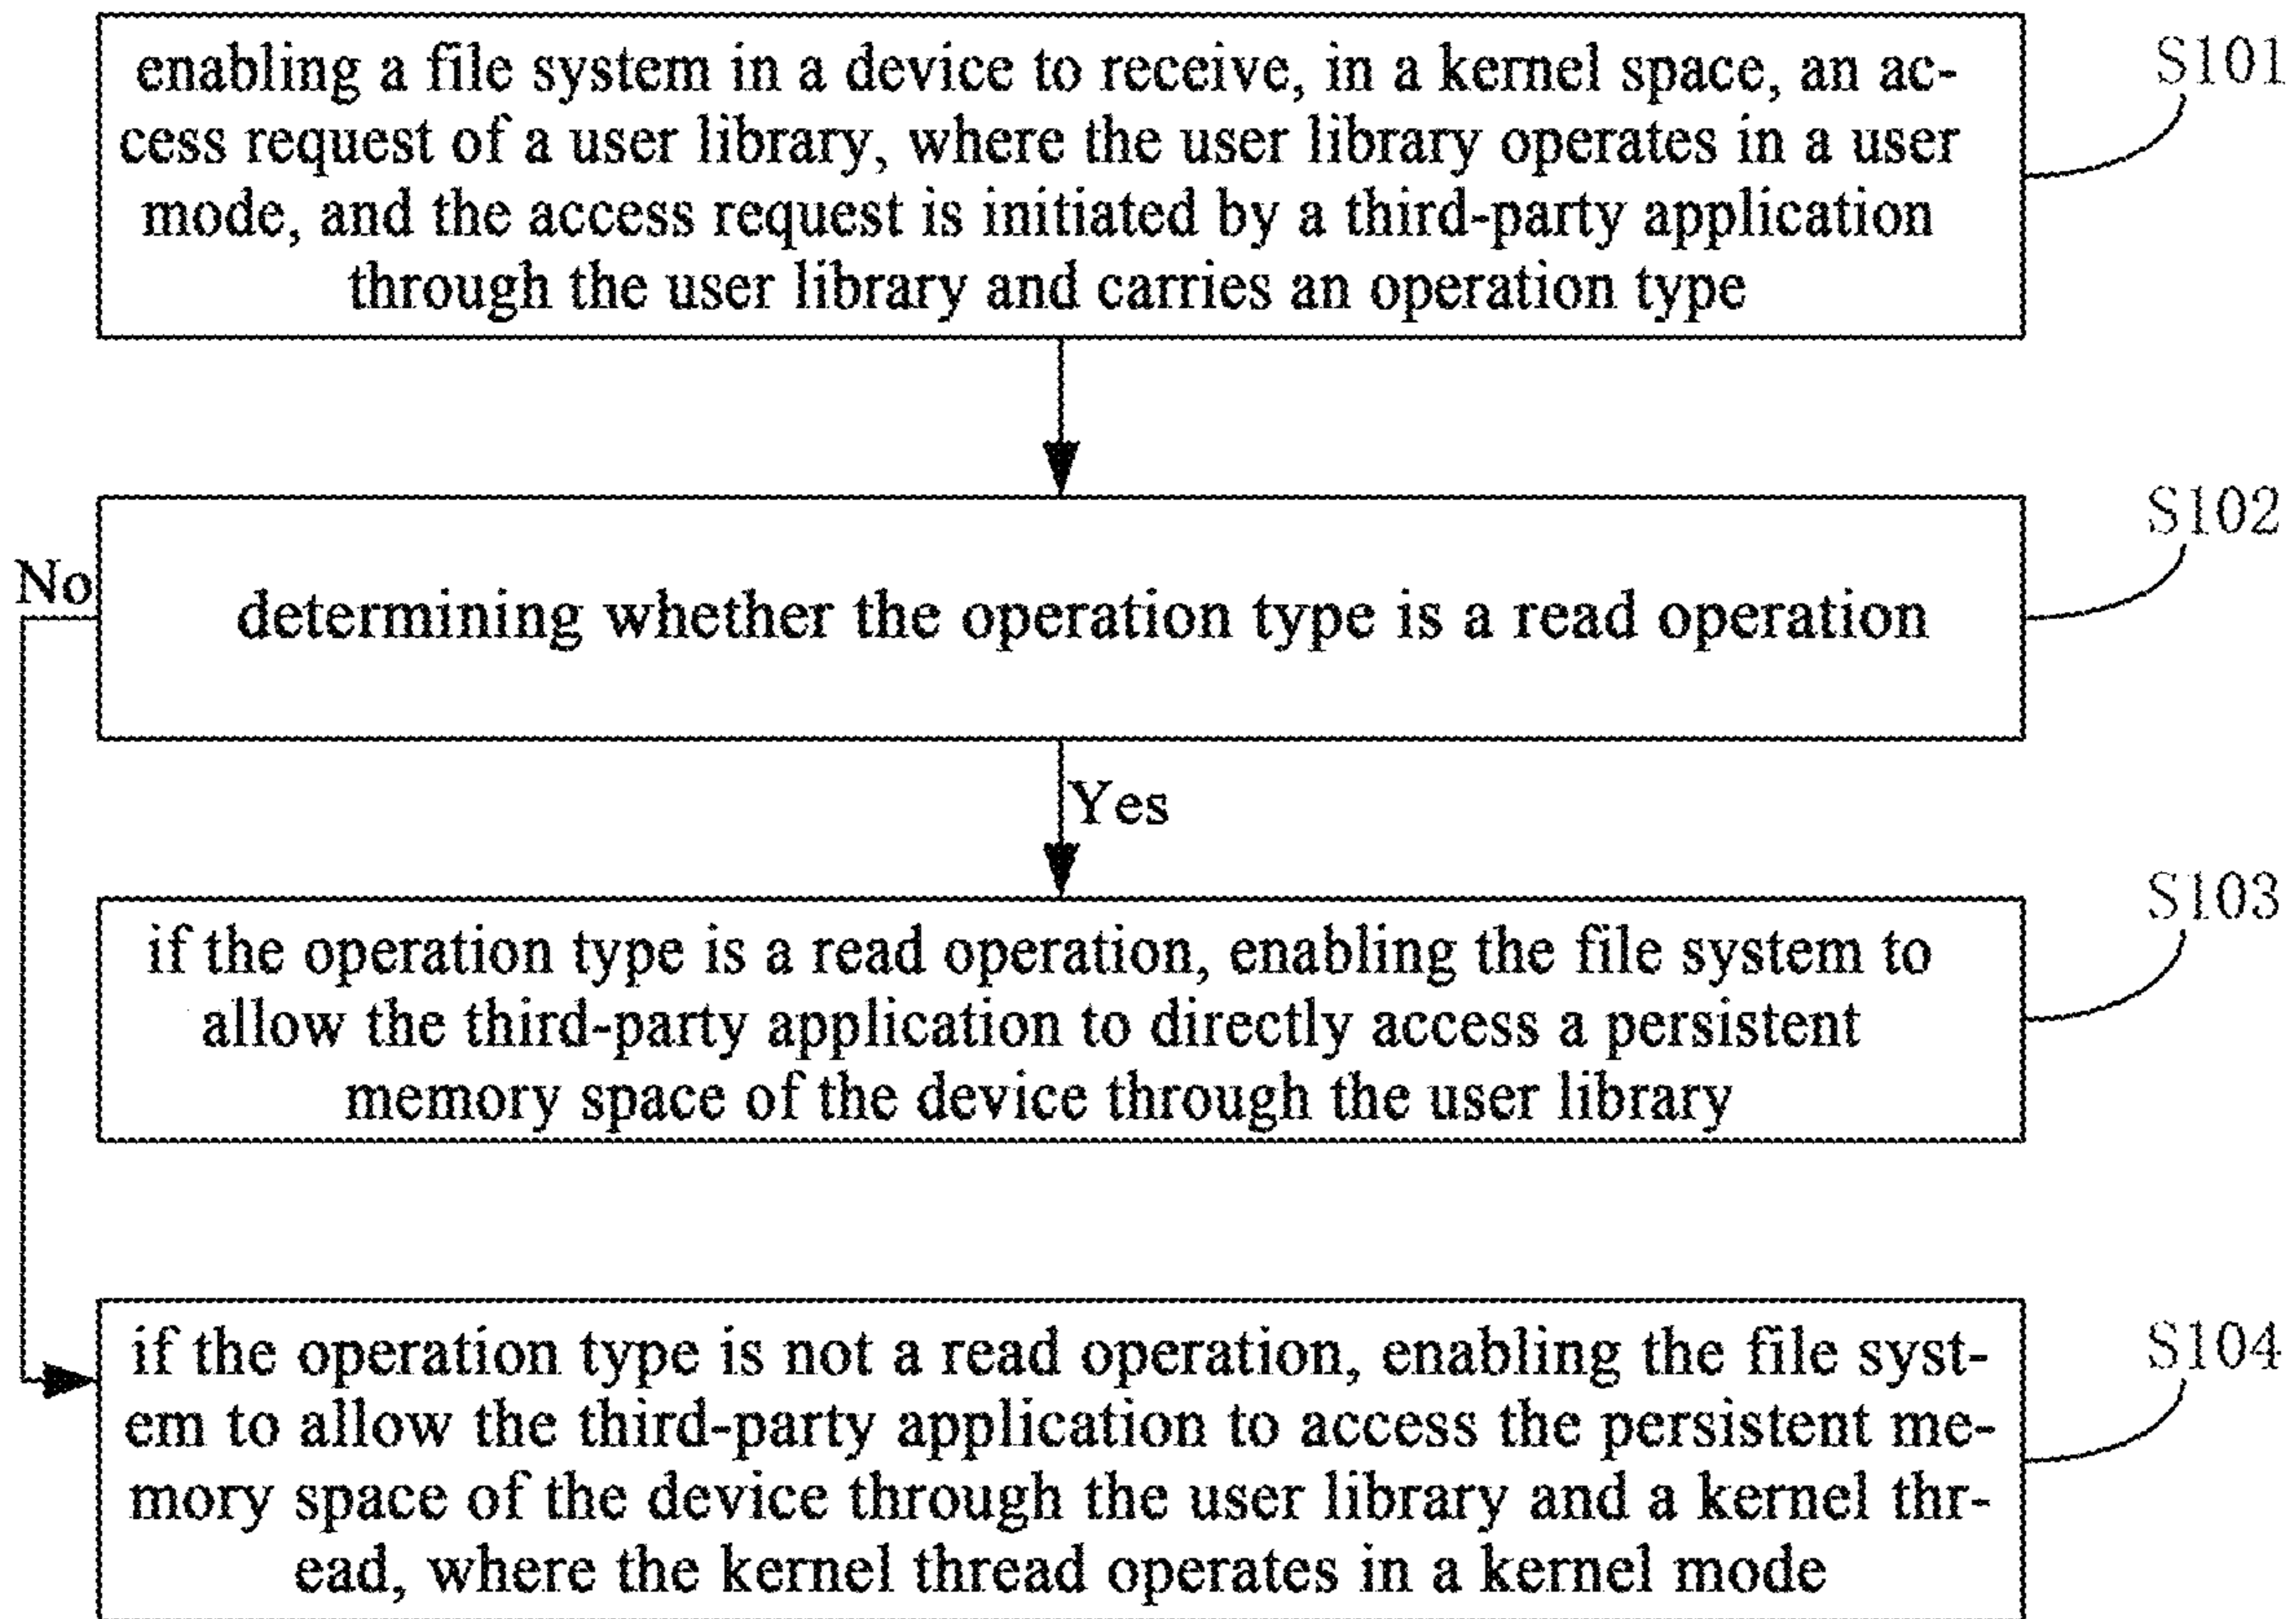 enabling a file system in a device to receive, in a kernel space, an ac-
cess request of a user library, where the user library operates in a user
mode, and the access request is initiated by a third-party application
through the user library and carries an operation type
S101
S102
No
determining whether the operation type is a read operation
Yes
S103
if the operation type is a read operation, enabling the file system to
allow the third-party application to directly access a persistent
memory space of the device through the user library
S104
if the operation type is not a read operation, enabling the file syst-
em to allow the third-party application to access the persistent me-
mory space of the device through the user library and a kernel thr-
ead, where the kernel thread operates in a kernel mode